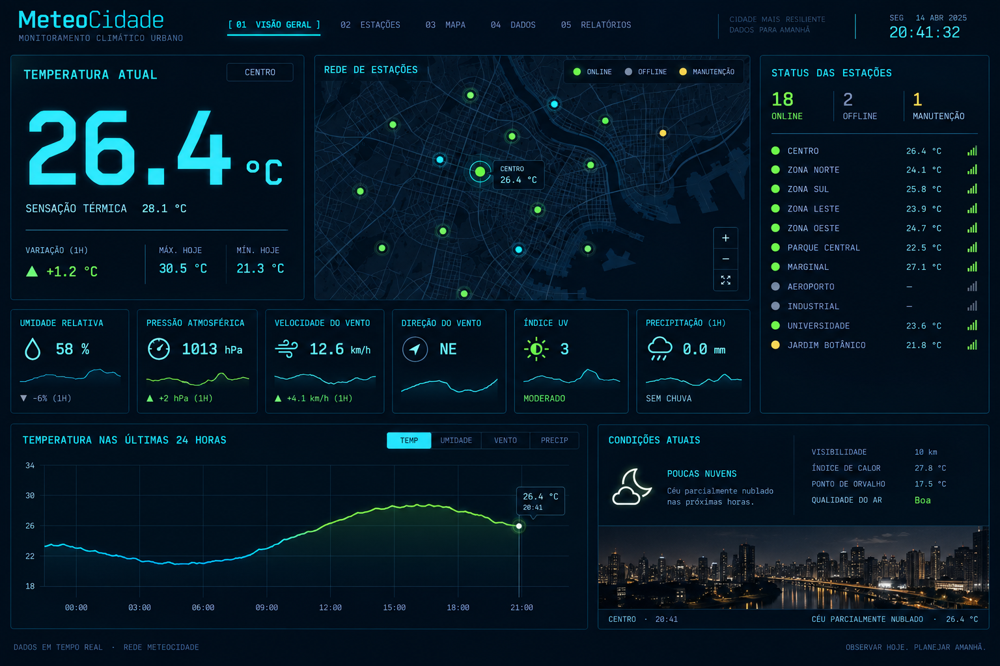 MeteoCidade
MONITORAMENTO CLIMÁTICO URBANO
[ 01 VISÃO GERAL ]
02 ESTAÇÕES
03 MAPA
04 DADOS
05 RELATÓRIOS
CIDADE MAIS RESILIENTE
DADOS PARA AMANHÃ
SEG 14 ABR 2025
20:41:32
TEMPERATURA ATUAL
CENTRO
26.4 °C
SENSAÇÃO TÉRMICA 28.1 °C
VARIAÇÃO (1H)
▲ +1.2 °C
MÁX. HOJE
30.5 °C
MÍN. HOJE
21.3 °C
REDE DE ESTAÇÕES
ONLINE
OFFLINE
MANUTENÇÃO
CENTRO
26.4 °C
+
−
STATUS DAS ESTAÇÕES
18
ONLINE
2
OFFLINE
1
MANUTENÇÃO
CENTRO 26.4 °C
ZONA NORTE 24.1 °C
ZONA SUL 25.8 °C
ZONA LESTE 23.9 °C
ZONA OESTE 24.7 °C
PARQUE CENTRAL 22.5 °C
MARGINAL 27.1 °C
AEROPORTO —
INDUSTRIAL —
UNIVERSIDADE 23.6 °C
JARDIM BOTÂNICO 21.8 °C
UMIDADE RELATIVA
58 %
▼ -6% (1H)
PRESSÃO ATMOSFÉRICA
1013 hPa
▲ +2 hPa (1H)
VELOCIDADE DO VENTO
12.6 km/h
▲ +4.1 km/h (1H)
DIREÇÃO DO VENTO
NE
ÍNDICE UV
3
MODERADO
PRECIPITAÇÃO (1H)
0.0 mm
SEM CHUVA
TEMPERATURA NAS ÚLTIMAS 24 HORAS
TEMP
UMIDADE
VENTO
PRECIP
34
30
26
22
18
26.4 °C
20:41
00:00 03:00 06:00 09:00 12:00 15:00 18:00 21:00
CONDIÇÕES ATUAIS
POUCAS NUVENS
Céu parcialmente nublado
nas próximas horas.
VISIBILIDADE 10 km
ÍNDICE DE CALOR 27.8 °C
PONTO DE ORVALHO 17.5 °C
QUALIDADE DO AR Boa
CENTRO · 20:41
CÉU PARCIALMENTE NUBLADO · 26.4 °C
DADOS EM TEMPO REAL · REDE METEOCIDADE
OBSERVAR HOJE. PLANEJAR AMANHÃ.